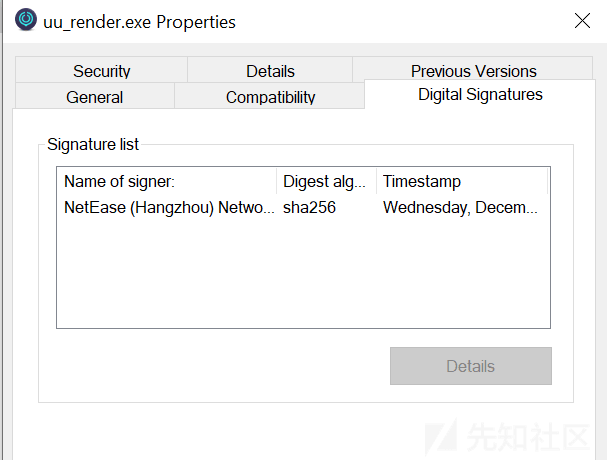 uu_render.exe Properties
Security Details Previous Versions
General Compatibility Digital Signatures
Signature list
Name of signer: Digest alg... Timestamp
NetEase (Hangzhou) Netwo... sha256 Wednesday, Decem...
Details
先知社区